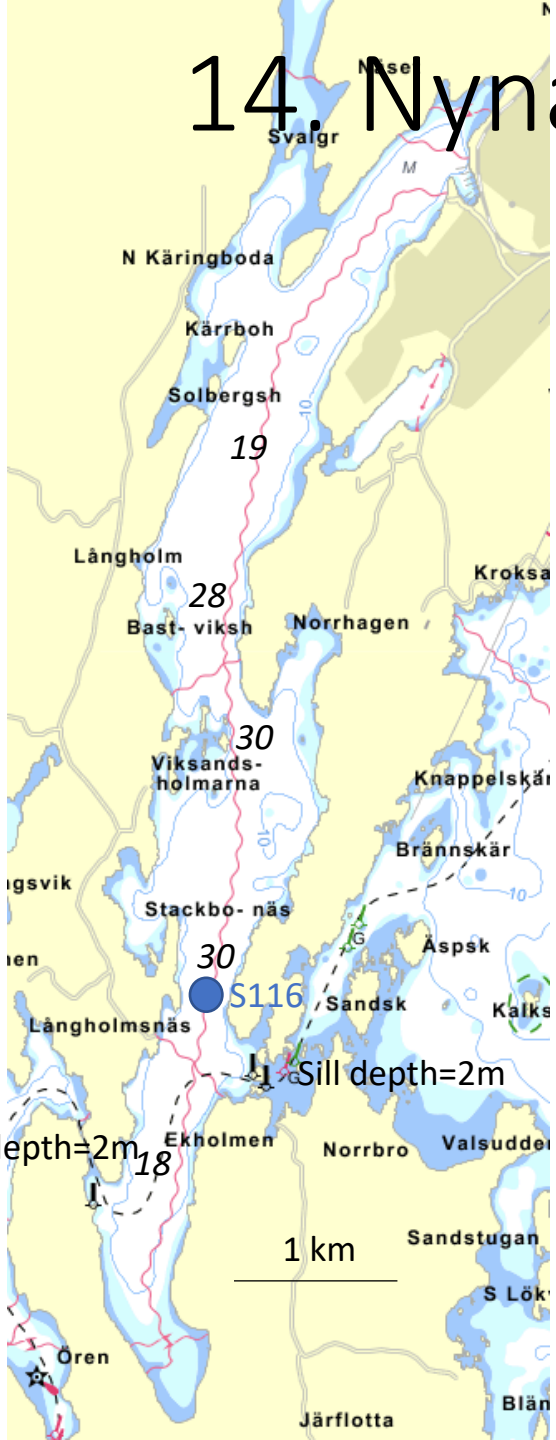 N
14. Nyna
Näse
Svalgr
M
N Käringboda
Kärrboh
Solbergsh
10
19
Långholm
Kroksa
28
Bast- viksh
Norrhagen
30
Viksands-
holmarna
Knappelskär
10
Brännskär
10
ngsvik
Stackbo- näs
G
Äspsk
nen
30
S116
Sandsk
Kalks
Långholmsnäs
G
Sill depth=2m
epth=2m
18
Ekholmen
Norrbro
Valsudden
1 km
Sandstugan
S Lökv
Ören
Blän
Järflotta